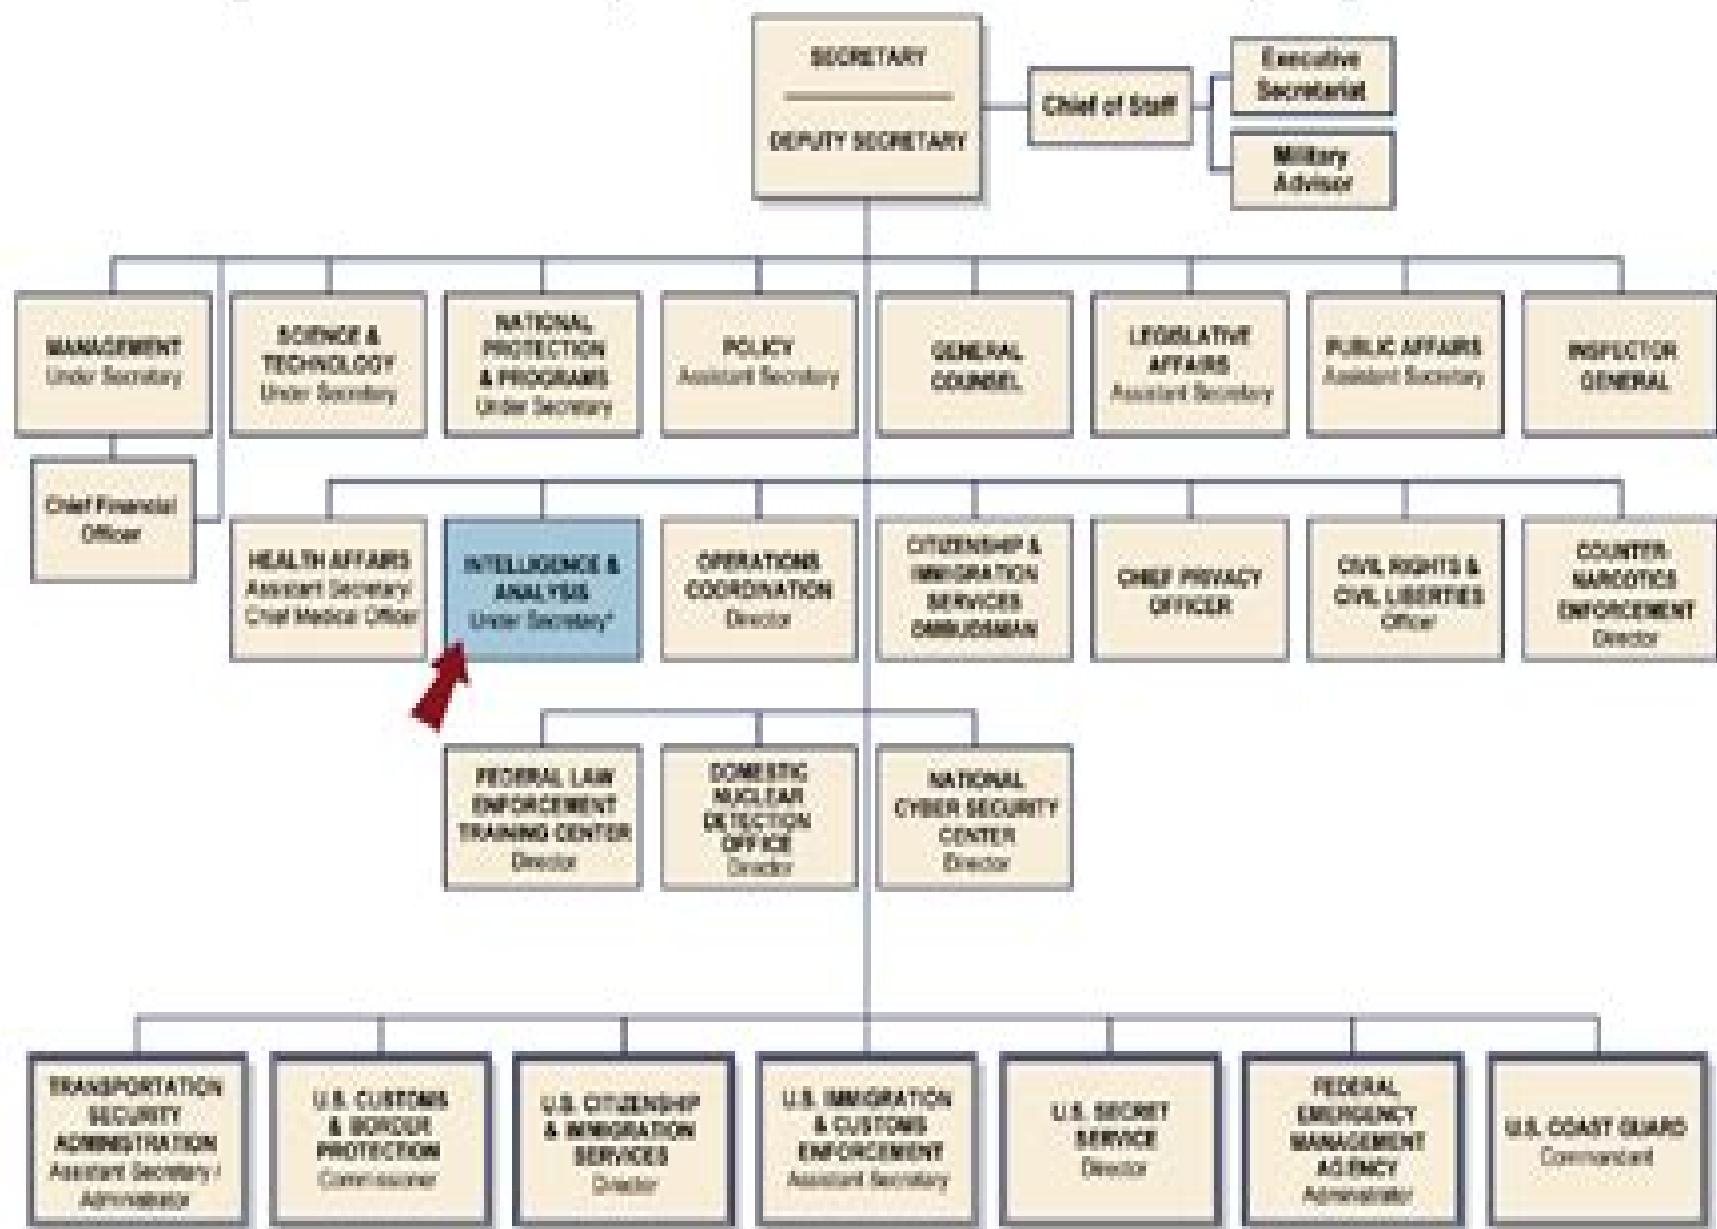 SECRETARY
DEPUTY SECRETARY
Chief of Staff
Executive
Secretariat
Military
Advisor
MANAGEMENT
Under Secretary
SCIENCE &
TECHNOLOGY
Under Secretary
NATIONAL
PROTECTION
& PROGRAMS
Under Secretary
POLICY
Assistant Secretary
GENERAL
COUNSEL
LEGISLATIVE
AFFAIRS
Assistant Secretary
PUBLIC AFFAIRS
Assistant Secretary
INSPECTOR
GENERAL
Chief Financial
Officer
HEALTH AFFAIRS
Assistant Secretary/
Chief Medical Officer
INTELLIGENCE &
ANALYSIS
Under Secretary*
OPERATIONS
COORDINATION
Director
CITIZENSHIP &
IMMIGRATION
SERVICES
OMBUDSMAN
CHIEF PRIVACY
OFFICER
CIVIL RIGHTS &
CIVIL LIBERTIES
Officer
COUNTER-
NARCOTICS
ENFORCEMENT
Director
FEDERAL LAW
ENFORCEMENT
TRAINING CENTER
Director
DOMESTIC
NUCLEAR
DETECTION
OFFICE
Director
NATIONAL
CYBER SECURITY
CENTER
Director
TRANSPORTATION
SECURITY
ADMINISTRATION
Assistant Secretary /
Administrator
U.S. CUSTOMS
& BORDER
PROTECTION
Commissioner
U.S. CITIZENSHIP
& IMMIGRATION
SERVICES
Director
U.S. IMMIGRATION
& CUSTOMS
ENFORCEMENT
Assistant Secretary
U.S. SECRET
SERVICE
Director
FEDERAL
EMERGENCY
MANAGEMENT
AGENCY
Administrator
U.S. COAST GUARD
Commandant